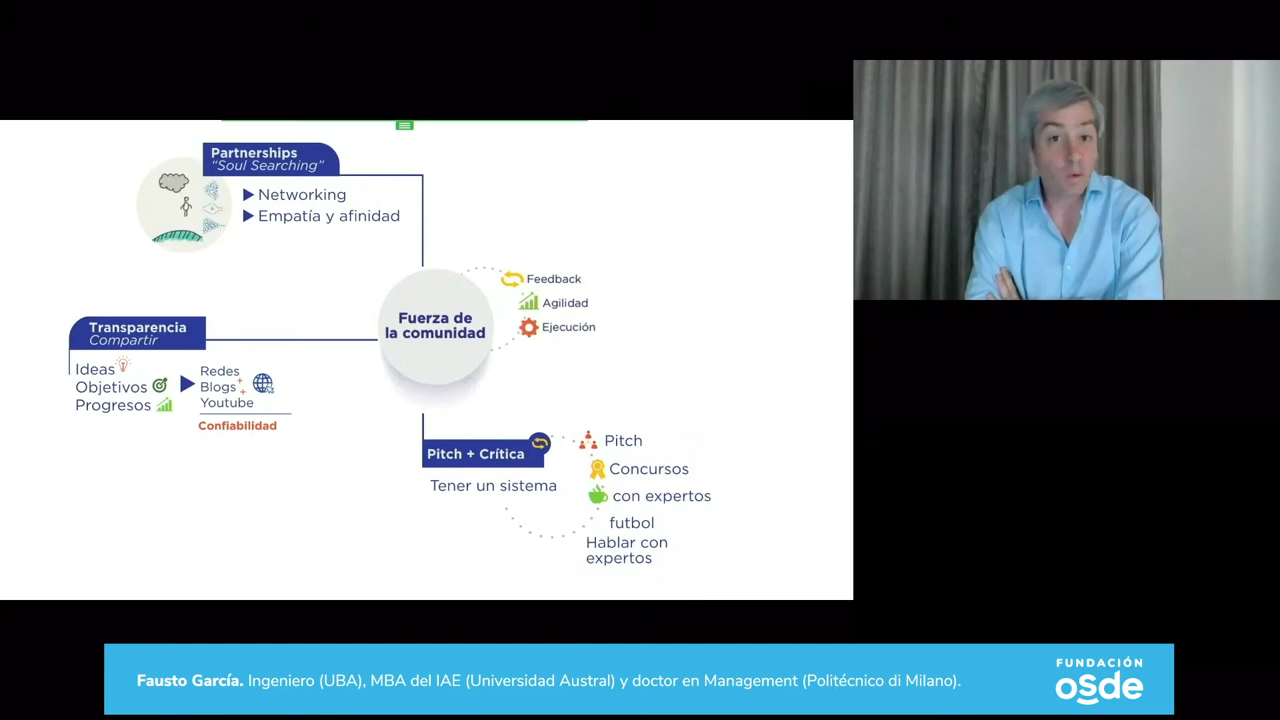 Partnerships
“Soul Searching”
Networking
Empatía y afinidad
Fuerza de
la comunidad
Feedback
Agilidad
Ejecución
Transparencia
Compartir
Ideas
Objetivos
Progresos
Redes
Blogs
Youtube
Confiabilidad
Pitch + Crítica
Tener un sistema
Pitch
Concursos
con expertos
futbol
Hablar con
expertos
Fausto García. Ingeniero (UBA), MBA del IAE (Universidad Austral) y doctor en Management (Politécnico di Milano).
FUNDACIÓN
osde